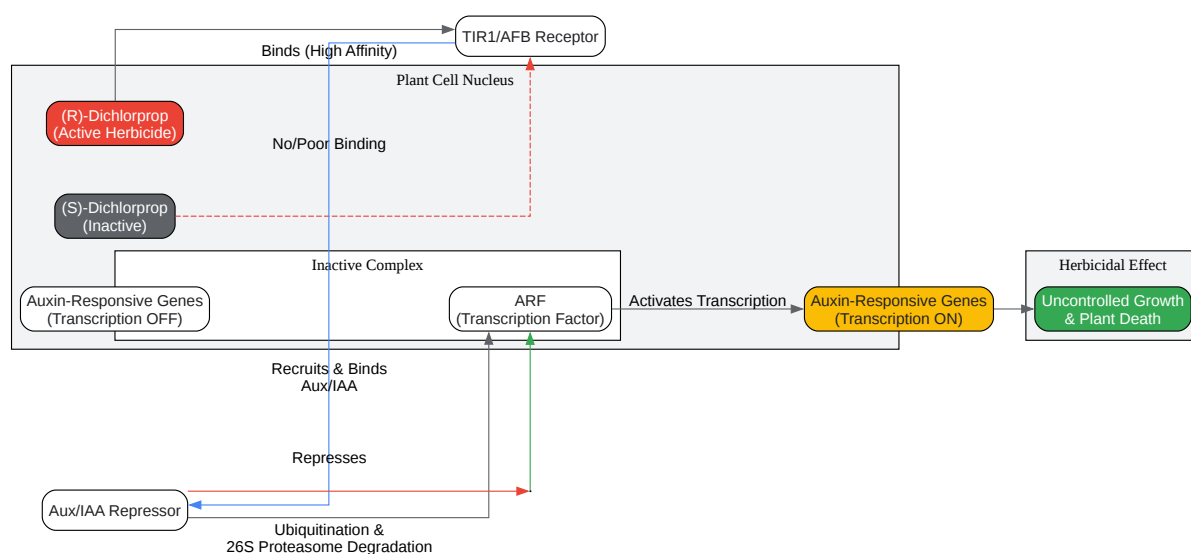 TIR1/AFB Receptor
Binds (High Affinity)
Plant Cell Nucleus
(R)-Dichlorprop
(Active Herbicide)
No/Poor Binding
(S)-Dichlorprop
(Inactive)
Inactive Complex
Herbicidal Effect
Auxin-Responsive Genes
(Transcription OFF)
ARF
(Transcription Factor)
Activates Transcription
Auxin-Responsive Genes
(Transcription ON)
Uncontrolled Growth
& Plant Death
Recruits & Binds
Aux/IAA
Represses
Aux/IAA Repressor
Ubiquitination &
26S Proteasome Degradation